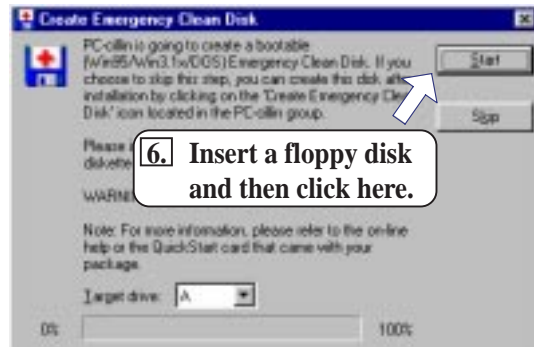 Create Emergency Clean Disk
PC-cillin is going to create a bootable
(Win95/Win3.1x/DOS) Emergency Clean Disk. If you
choose to skip this step, you can create this disk after
installation by clicking on the 'Create Emergency Clean
Disk' icon located in the PC-cillin group.
Start
Skip
Please
diskette
6. Insert a floppy disk
and then click here.
Note: For more information, please refer to the on-line
help or the QuickStart card that came with your
package.
Target drive: A
0% 100%